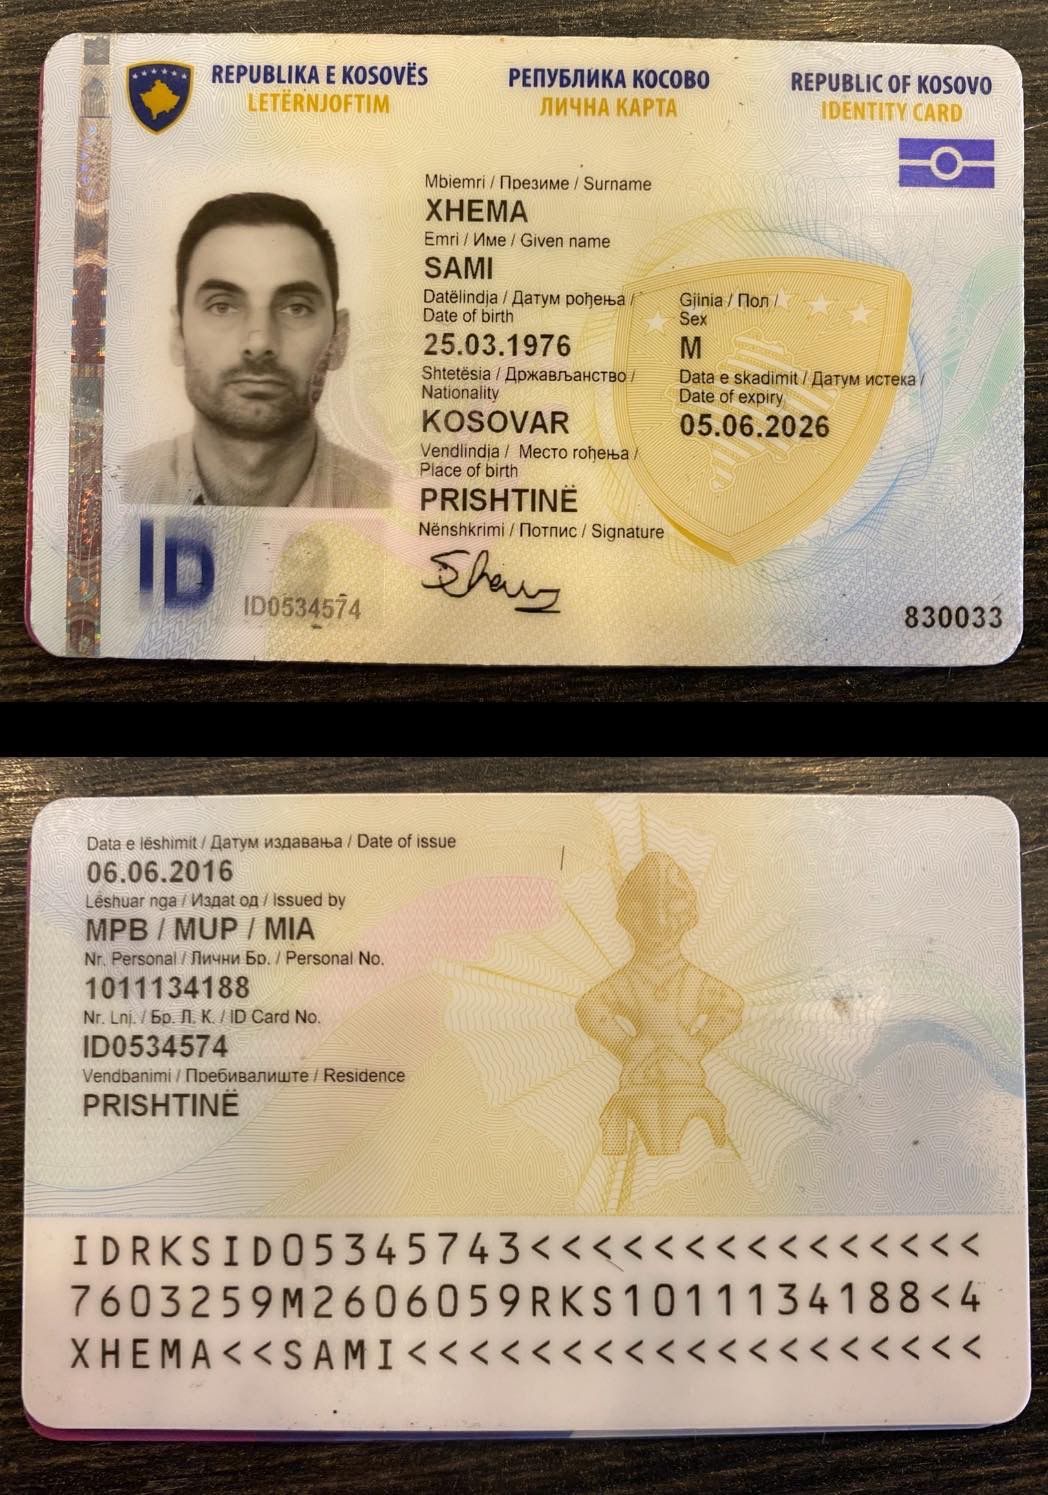 REPUBLIKA E KOSOVËS
LETËRNJOFTIM
РЕПУБЛИКА КОСОВО
ЛИЧНА КАРТА
REPUBLIC OF KOSOVO
IDENTITY CARD
Mbiemri / Презиме / Surname
XHEMA
Emri / Име / Given name
SAMI
Datëlindja / Датум рођења /
Date of birth
25.03.1976
Gjinia / Пол /
Sex
M
Shtetësia / Држављанство /
Nationality
KOSOVAR
Data e skadimit / Датум истека /
Date of expiry
05.06.2026
Vendlindja / Место рођења /
Place of birth
PRISHTINË
Nënshkrimi / Потпис / Signature
ID
ID0534574
830033
Data e lëshimit / Датум издавања / Date of issue
06.06.2016
Lëshuar nga / Издат од / Issued by
MPB / MUP / MIA
Nr. Personal / Лични Бр. / Personal No.
1011134188
Nr. Lnj. / Бр. Л. К. / ID Card No.
ID0534574
Vendbanimi / Пребивалиште / Residence
PRISHTINË
IDRKSID05345743<<<<<<<<<<<<<<<
7603259M2606059RKS1011134188<4
XHEMA<<SAMI<<<<<<<<<<<<<<<<<<<